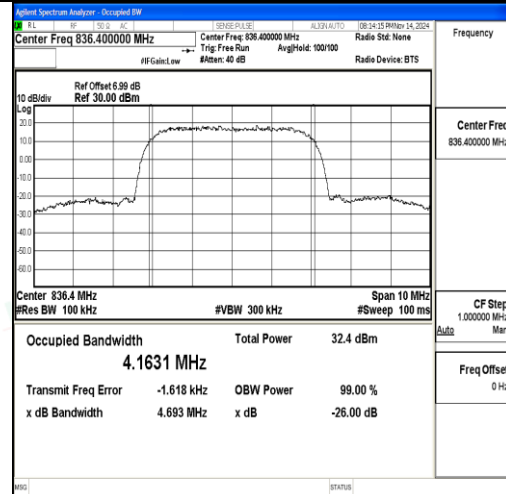 Agilent Spectrum Analyzer - Occupied BW
RL RF 50 Ω AC SENSE:PULSE ALIGN AUTO 08:14:15 PM Nov 14, 2024
Center Freq 836.400000 MHz
Center Freq: 836.400000 MHz
Radio Std: None
Trig: Free Run Avg|Hold: 100/100
#IFGain:Low
#Atten: 40 dB
Radio Device: BTS
Frequency
Ref Offset 6.99 dB
10 dB/div Ref 30.00 dBm
Log
20.0
10.0
0.00
-10.0
-20.0
-30.0
-40.0
-50.0
-60.0
Center Freq
836.400000 MHz
Center 836.4 MHz Span 10 MHz
#Res BW 100 kHz #VBW 300 kHz #Sweep 100 ms
CF Step
1.000000 MHz
Auto Man
Occupied Bandwidth Total Power 32.4 dBm
4.1631 MHz
Transmit Freq Error -1.618 kHz OBW Power 99.00 %
x dB Bandwidth 4.693 MHz x dB -26.00 dB
Freq Offset
0 Hz
MSG STATUS